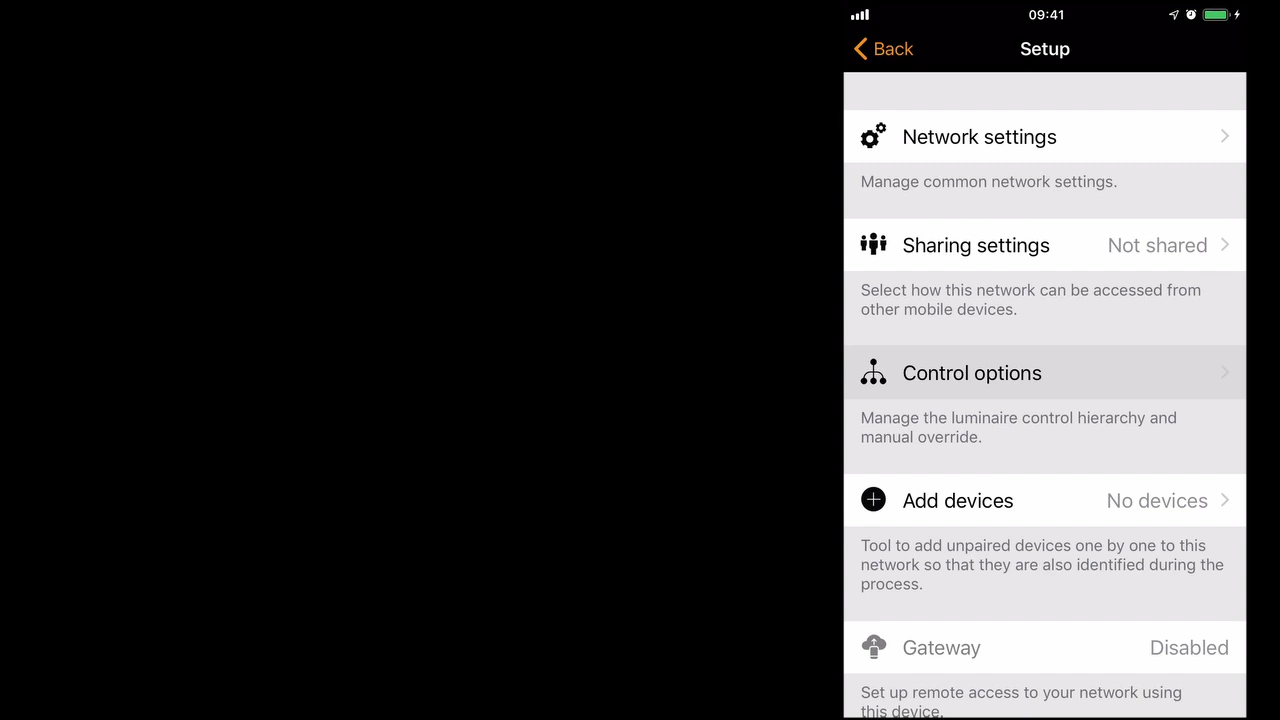 09:41
Back
Setup
Network settings
Manage common network settings.
Sharing settings
Not shared
Select how this network can be accessed from
other mobile devices.
Control options
Manage the luminaire control hierarchy and
manual override.
Add devices
No devices
Tool to add unpaired devices one by one to this
network so that they are also identified during the
process.
Gateway
Disabled
Set up remote access to your network using
this device.